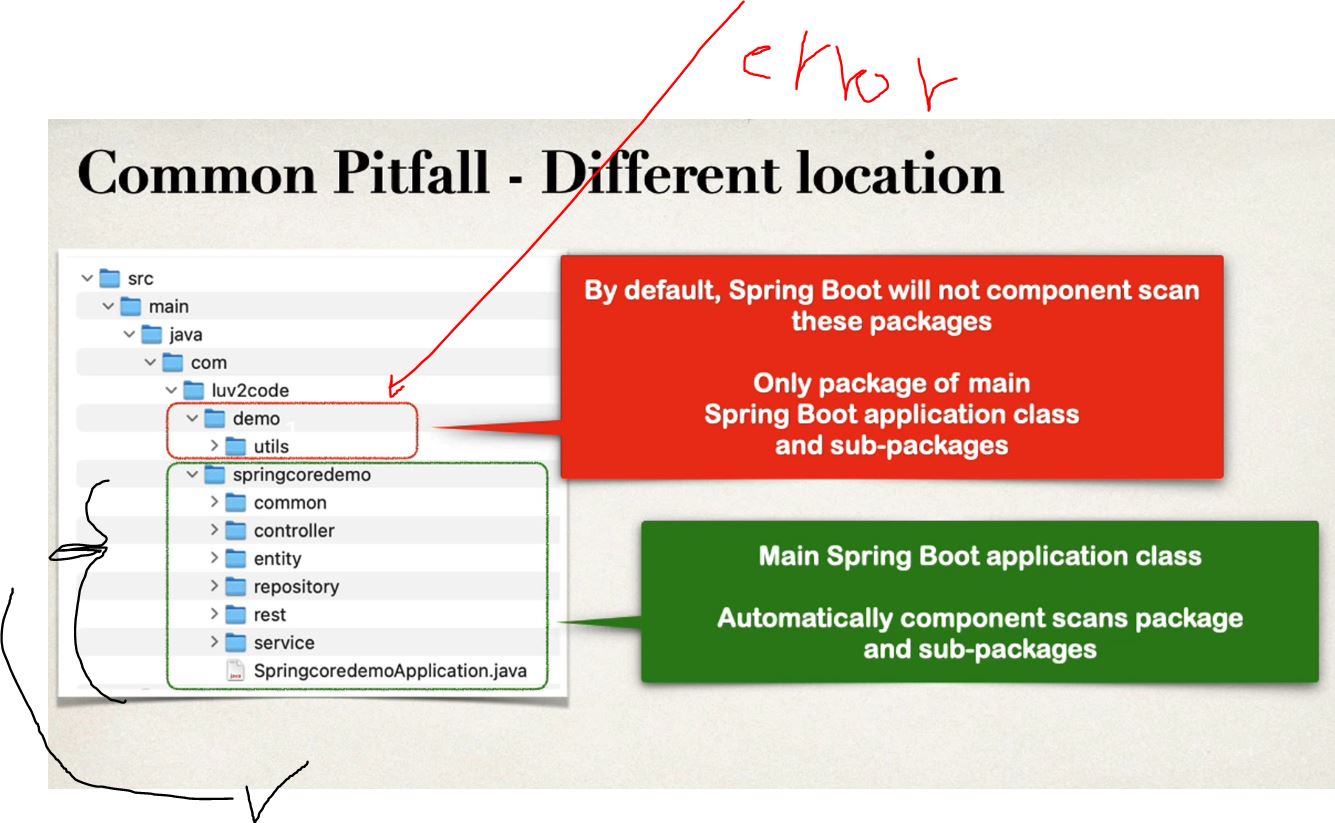 error
Common Pitfall - Different location
src
main
java
com
luv2code
demo
utils
springcoredemo
common
controller
entity
repository
rest
service
SpringcoredemoApplication.java
By default, Spring Boot will not component scan
these packages
Only package of main
Spring Boot application class
and sub-packages
Main Spring Boot application class
Automatically component scans package
and sub-packages